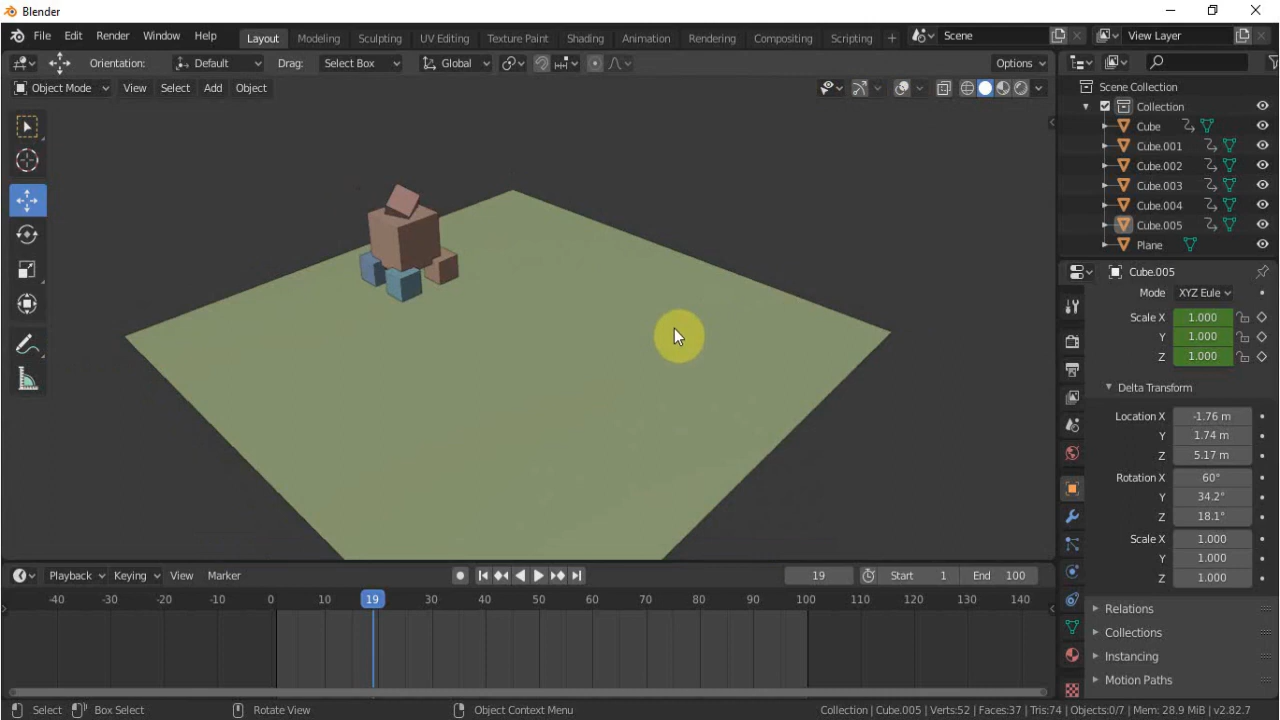 Blender
File Edit Render Window Help Layout Modeling Sculpting UV Editing Texture Paint Shading Animation Rendering Compositing Scripting + Scene View Layer
Orientation: Default Drag: Select Box Global Options
Object Mode View Select Add Object
Scene Collection
Collection
Cube
Cube.001
Cube.002
Cube.003
Cube.004
Cube.005
Plane
Cube.005
Mode XYZ Eule
Scale X 1.000
Y 1.000
Z 1.000
Delta Transform
Location X -1.76 m
Y 1.74 m
Z 5.17 m
Rotation X 60°
Y 34.2°
Z 18.1°
Scale X 1.000
Y 1.000
Z 1.000
Relations
Collections
Instancing
Motion Paths
Playback Keying View Marker 19 Start 1 End 100
-40 -30 -20 -10 0 10 19 30 40 50 60 70 80 90 100 110 120 130 140
Select Box Select Rotate View Object Context Menu Collection | Cube.005 | Verts:52 | Faces:37 | Tris:74 | Objects:0/7 | Mem: 28.9 MiB | v2.82.7